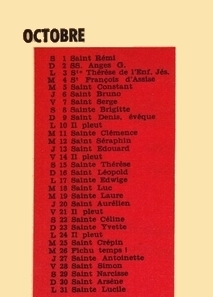 OCTOBRE
S 1 Saint Rémi
D 2 SS. Anges G.
L 3 Ste Thérèse de l'Enf. Jés.
M 4 St François d'Assise
M 5 Saint Constant
J 6 Saint Bruno
V 7 Saint Serge
S 8 Sainte Brigitte
D 9 Saint Denis, évêque
L 10 Il pleut
M 11 Sainte Clémence
M 12 Saint Séraphin
J 13 Saint Edouard
V 14 Il pleut
S 15 Sainte Thérèse
D 16 Saint Léopold
L 17 Saint Edwige
M 18 Saint Luc
M 19 Saint Laure
J 20 Saint Aurélien
V 21 Il pleut
S 22 Sainte Céline
D 23 Sainte Yvette
L 24 Il pleut
M 25 Saint Crépin
M 26 Fichu temps !
J 27 Sainte Antoinette
V 28 Saint Simon
S 29 Saint Narcisse
D 30 Saint Arsène
L 31 Sainte Lucile